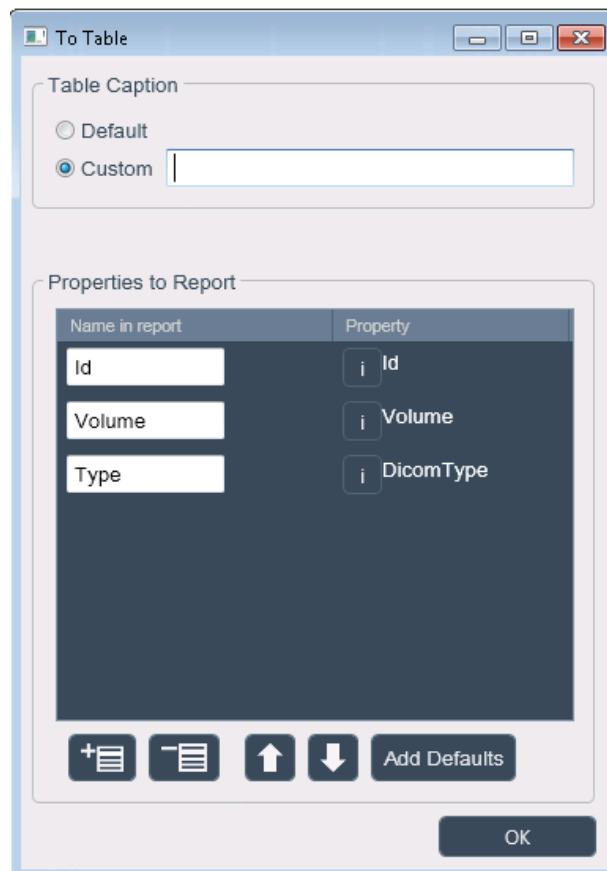 To Table
Table Caption
Default
Custom
Properties to Report
Name in report Property
Id i Id
Volume i Volume
Type i DicomType
Add Defaults
OK